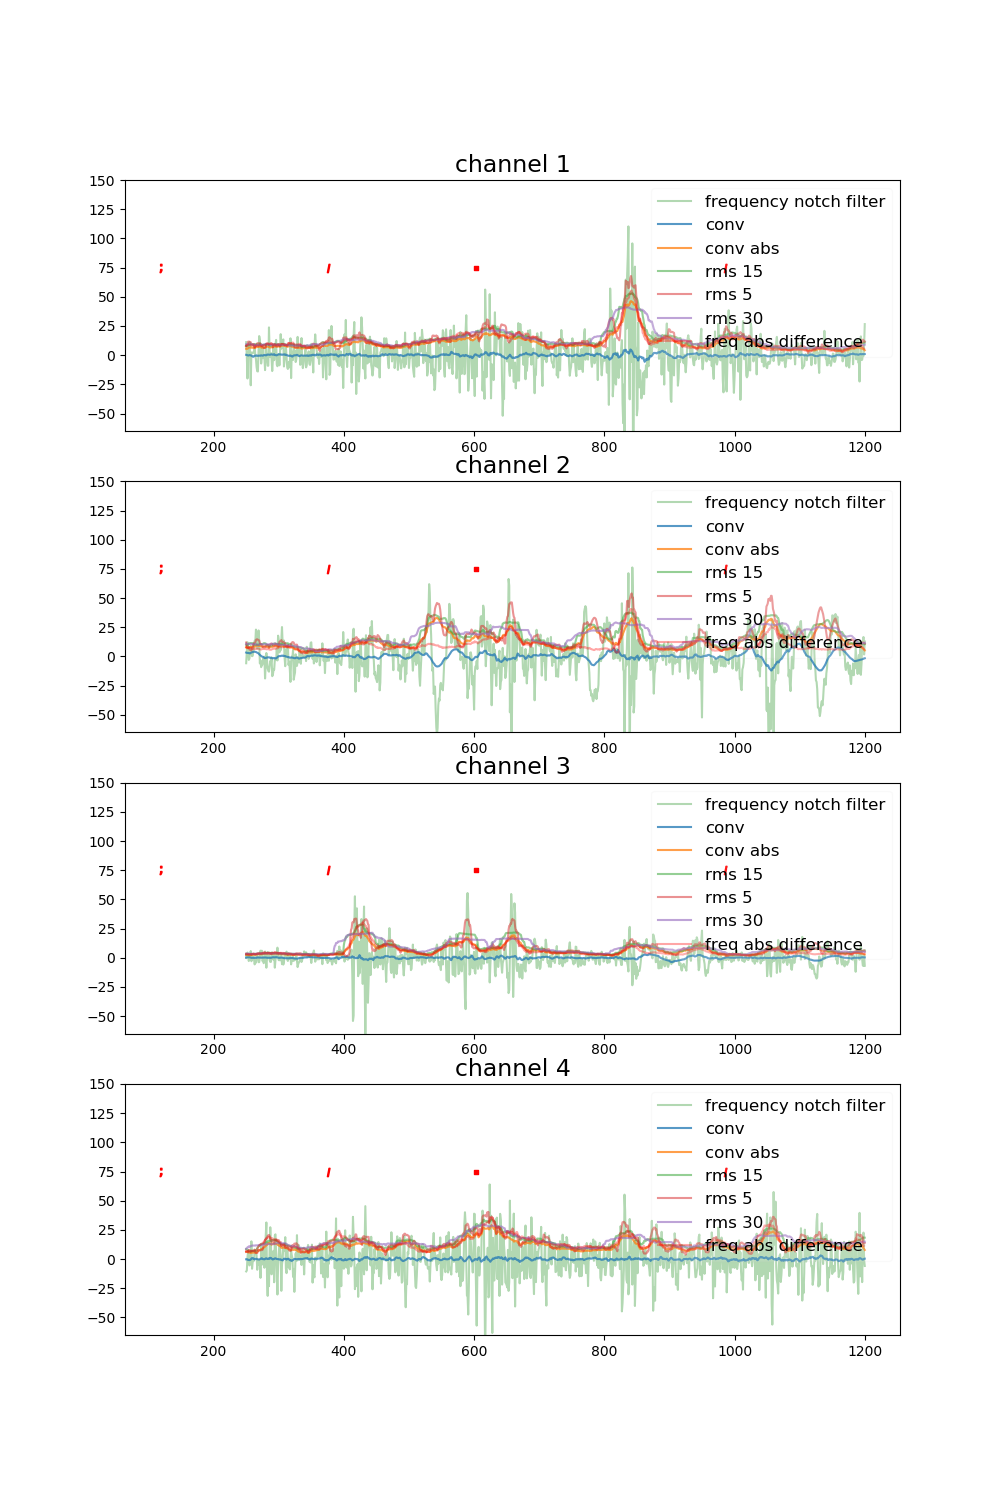 channel 1
150
125
100
75
50
25
0
−25
−50
; / . /
frequency notch filter
conv
conv abs
rms 15
rms 5
rms 30
freq abs difference
200 400 600 800 1000 1200
channel 2
150
125
100
75
50
25
0
−25
−50
; / . /
frequency notch filter
conv
conv abs
rms 15
rms 5
rms 30
freq abs difference
200 400 600 800 1000 1200
channel 3
150
125
100
75
50
25
0
−25
−50
; / . /
frequency notch filter
conv
conv abs
rms 15
rms 5
rms 30
freq abs difference
200 400 600 800 1000 1200
channel 4
150
125
100
75
50
25
0
−25
−50
; / . /
frequency notch filter
conv
conv abs
rms 15
rms 5
rms 30
freq abs difference
200 400 600 800 1000 1200